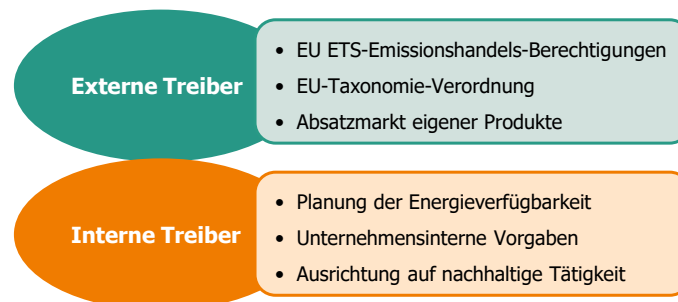 Externe Treiber
• EU ETS-Emissionshandels-Berechtigungen
• EU-Taxonomie-Verordnung
• Absatzmarkt eigener Produkte
Interne Treiber
• Planung der Energieverfügbarkeit
• Unternehmensinterne Vorgaben
• Ausrichtung auf nachhaltige Tätigkeit